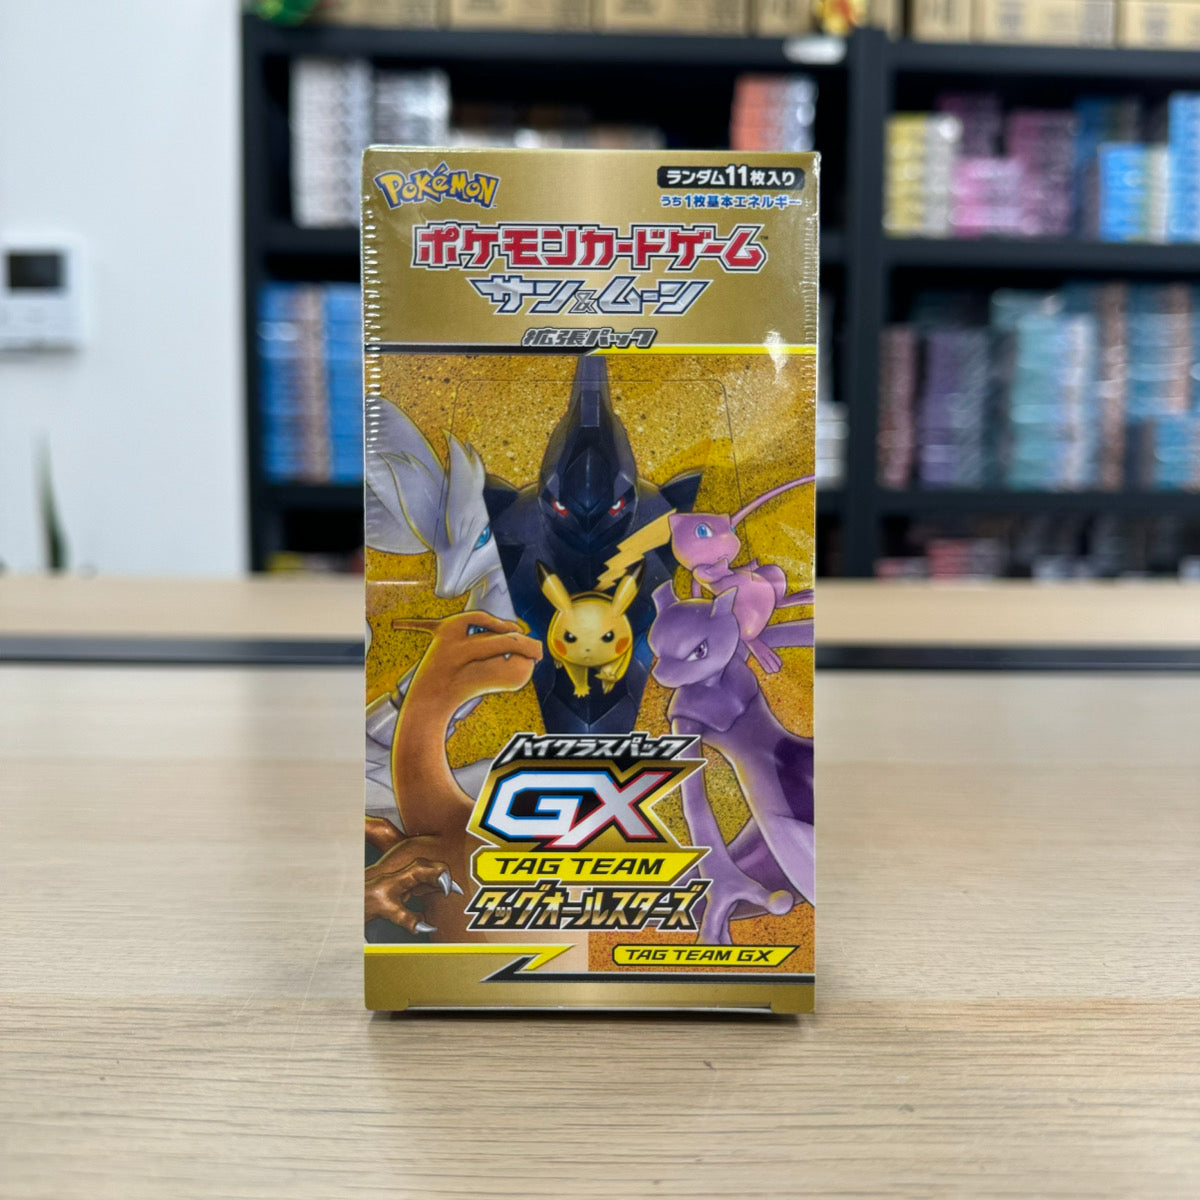 POKÉMON
ランダム11枚入り
うち1枚基本エネルギー
ポケモンカードゲーム
サン&ムーン
拡張パック
ハイクラスパック
GX
TAG TEAM
タッグオールスターズ
TAG TEAM GX